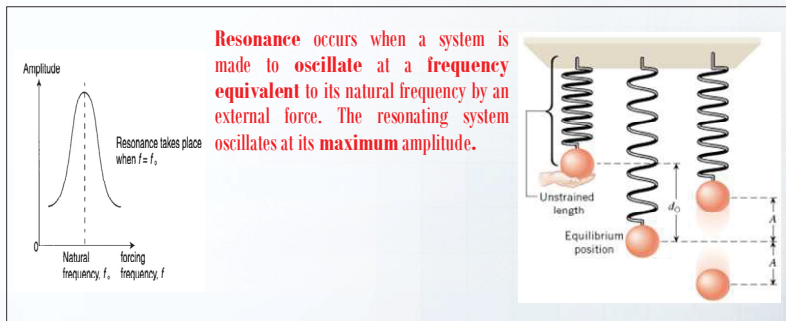 Amplitude
Resonance takes place
when f = f₀
0
Natural
frequency, f₀
forcing
frequency, f
Resonance occurs when a system is
made to oscillate at a frequency
equivalent to its natural frequency by an
external force. The resonating system
oscillates at its maximum amplitude.
Unstrained
length
d₀
Equilibrium
position
A
A